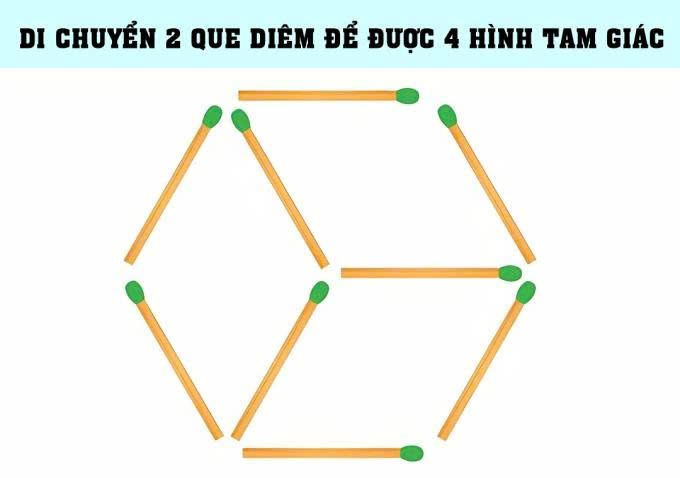 DI CHUYỂN 2 QUE DIÊM ĐỂ ĐƯỢC 4 HÌNH TAM GIÁC